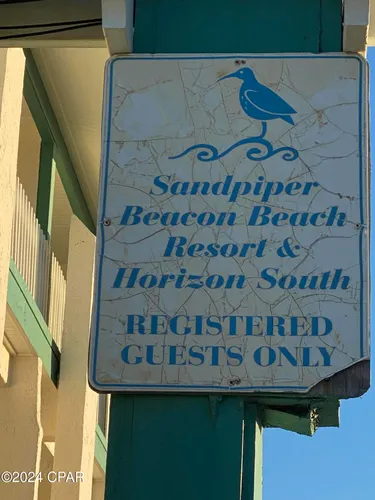 Sandpiper
Beacon Beach
Resort &
Horizon South
REGISTERED
GUESTS ONLY
©2024 CPAR